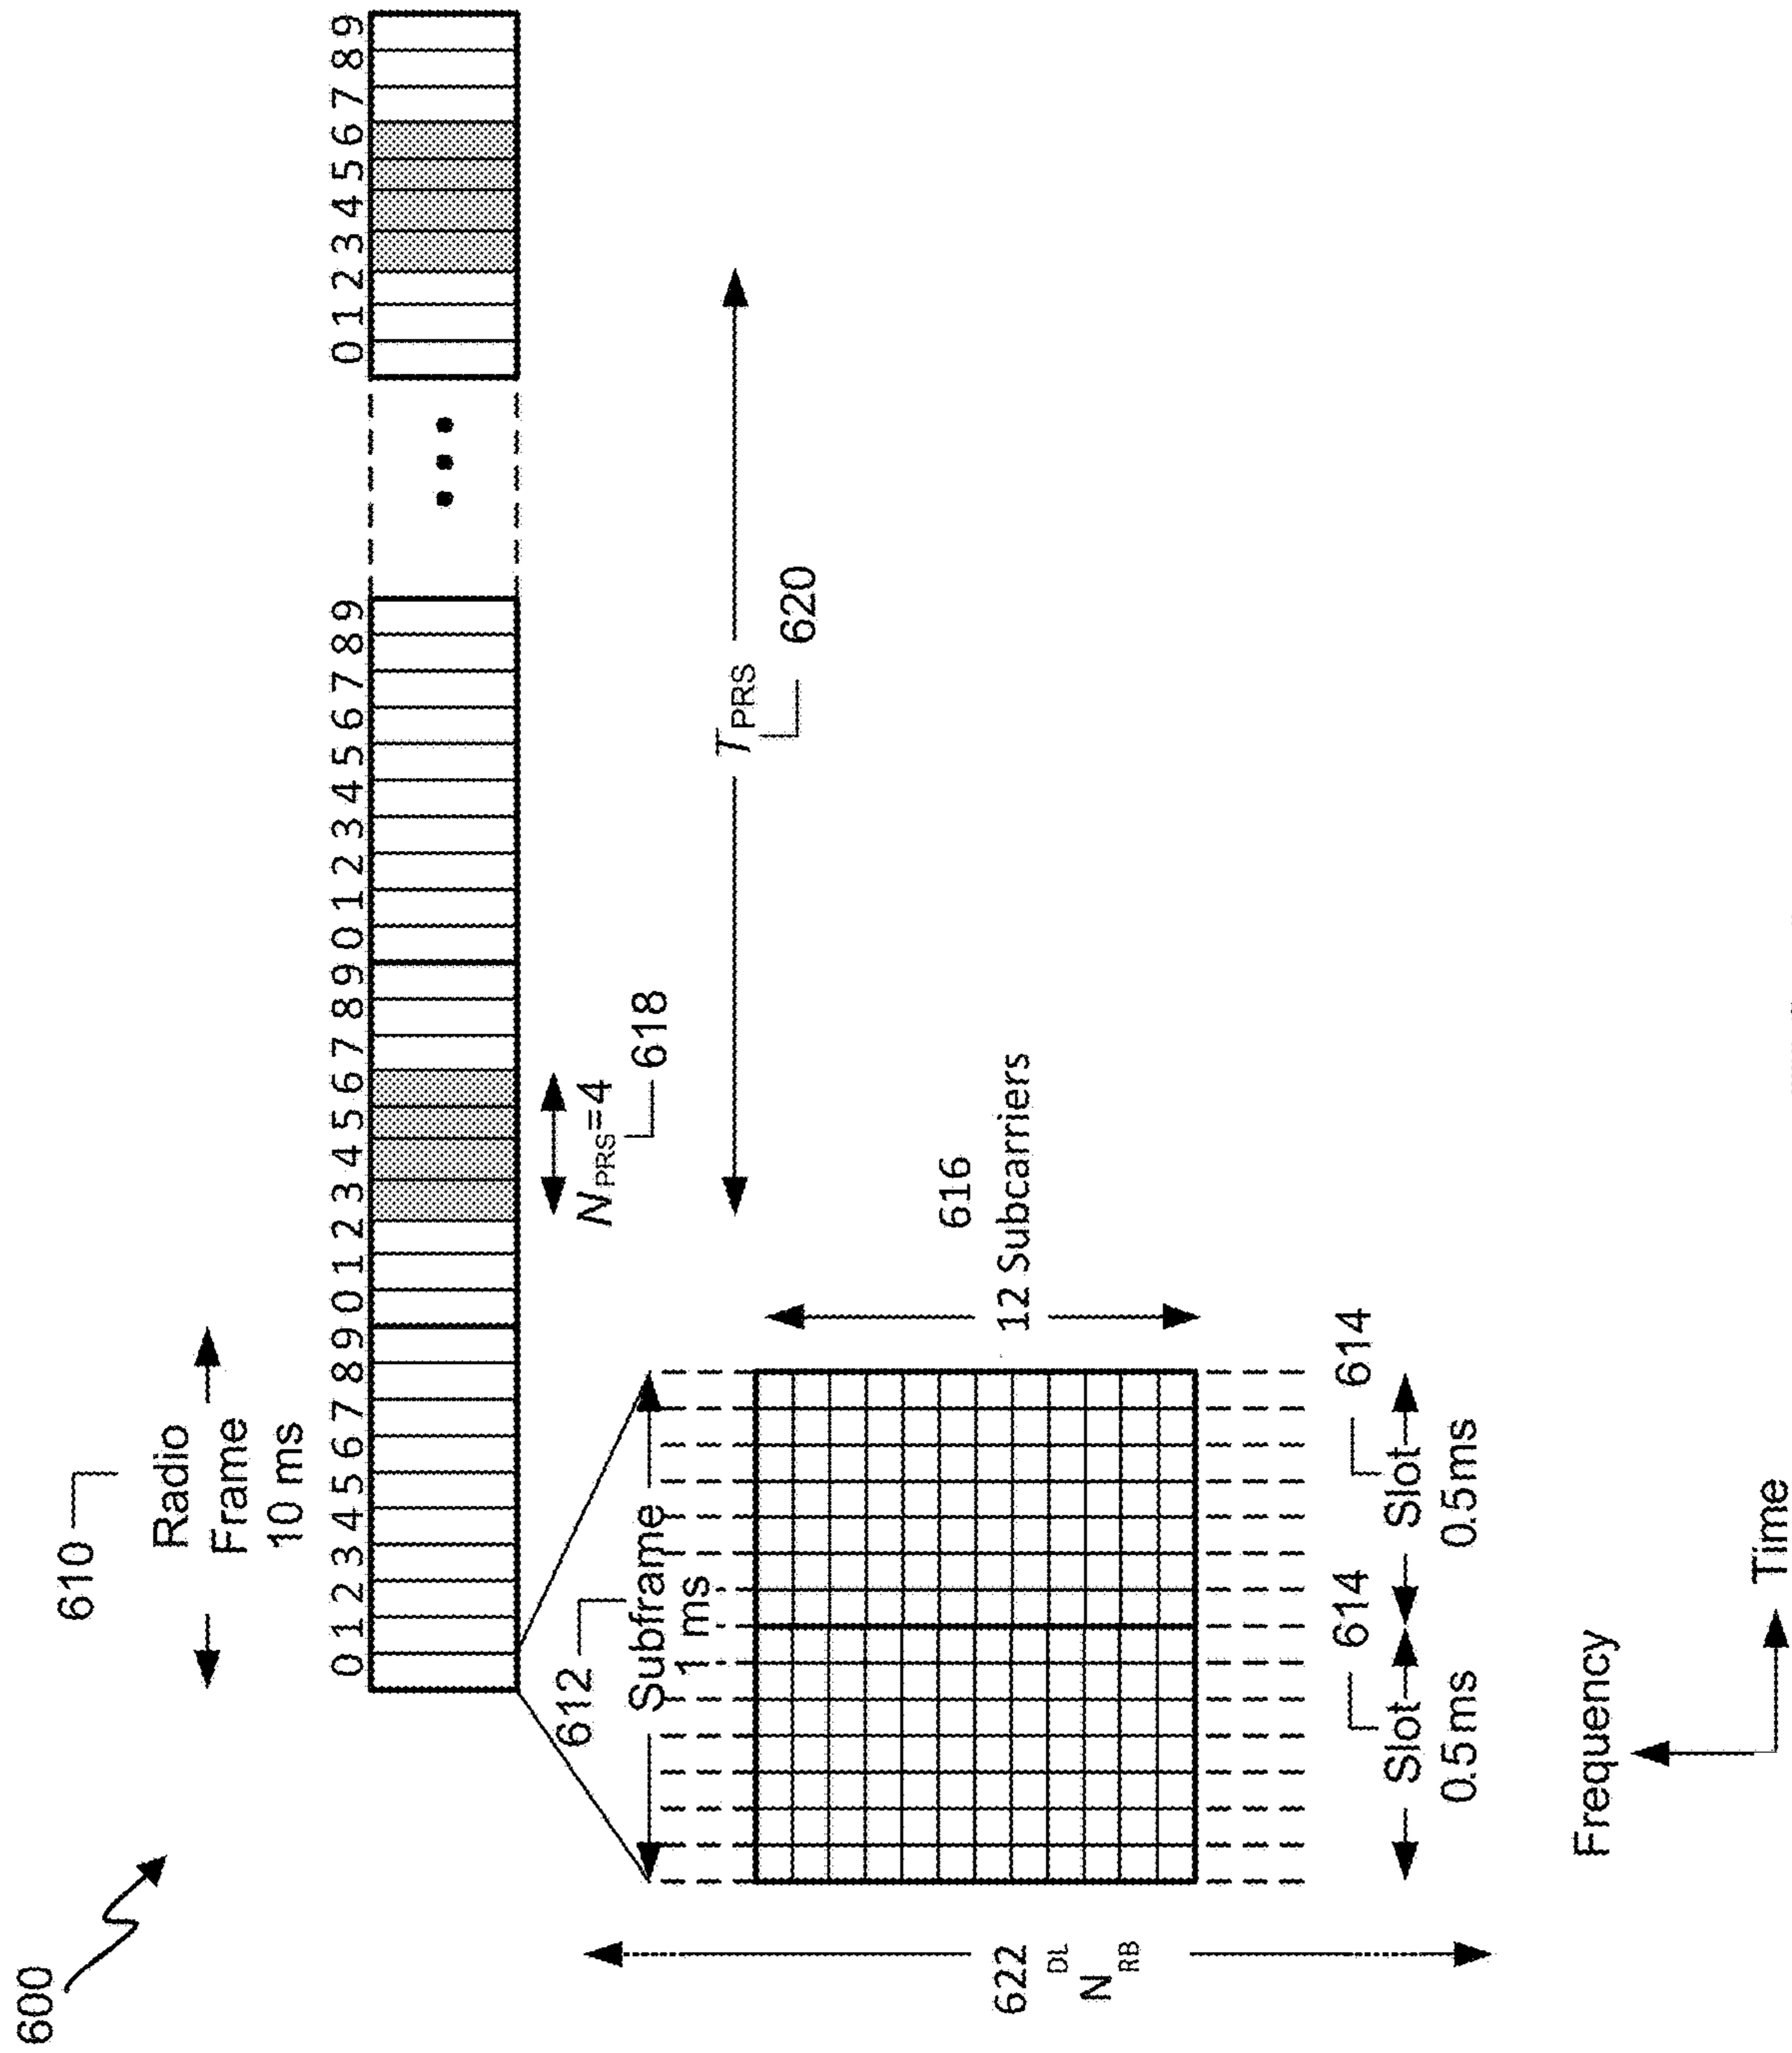 600
610
Radio
Frame
10 ms
0 1 2 3 4 5 6 7 8 9 0 1 2 3 4 5 6 7 8 9 0 1 2 3 4 5 6 7 8 9 0 1 2 3 4 5 6 7 8 9
N PRS=4
618
T PRS
620
612
Subframe
1 ms
616
12 Subcarriers
622
N DL RB
614
614
Slot
0.5ms
Slot
0.5ms
Frequency
Time